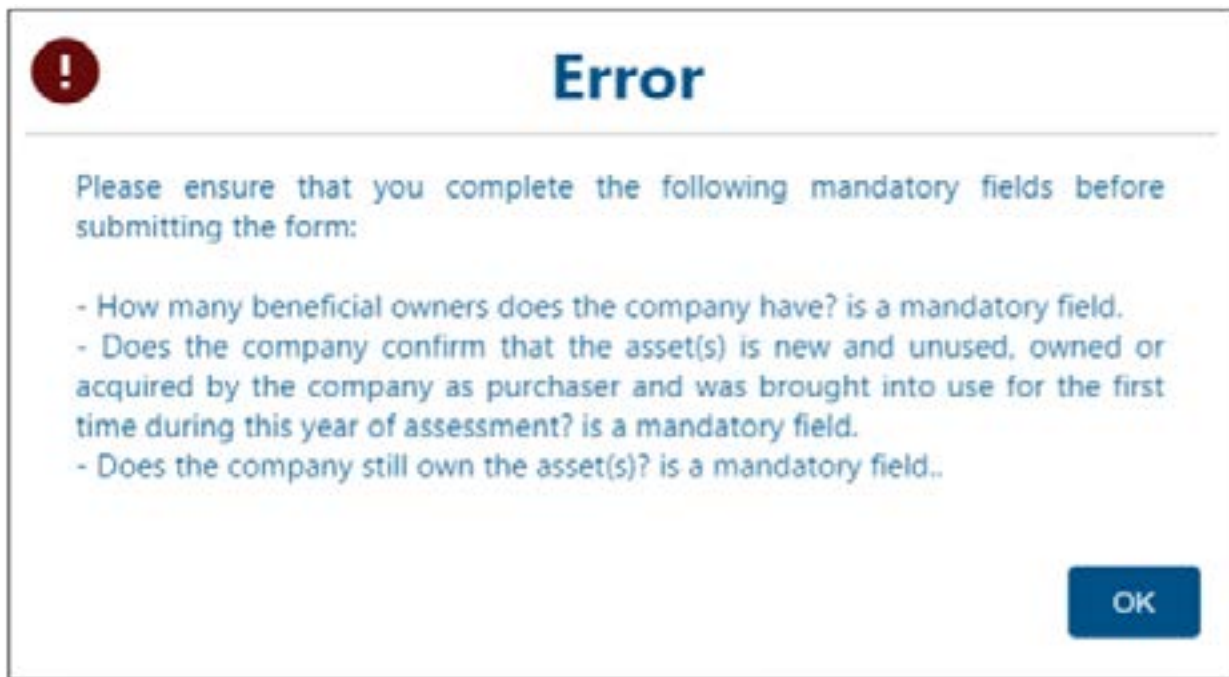 Error
Please ensure that you complete the following mandatory fields before
submitting the form:
- How many beneficial owners does the company have? is a mandatory field.
- Does the company confirm that the asset(s) is new and unused, owned or
acquired by the company as purchaser and was brought into use for the first
time during this year of assessment? is a mandatory field.
- Does the company still own the asset(s)? is a mandatory field..
OK